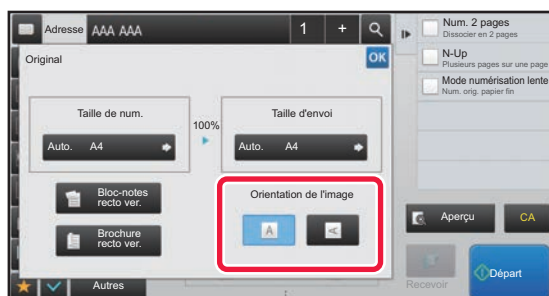 Adresse AAA AAA 1 +
Original
OK
Taille de num.
Auto. A4
100%
Taille d'envoi
Auto. A4
Bloc-notes
recto ver.
Brochure
recto ver.
Orientation de l'image
A
A
Autres
Num. 2 pages
Dissocier en 2 pages
N-Up
Plusieurs pages sur une page
Mode numérisation lente
Num. orig. papier fin
Aperçu
CA
Recevoir
Départ